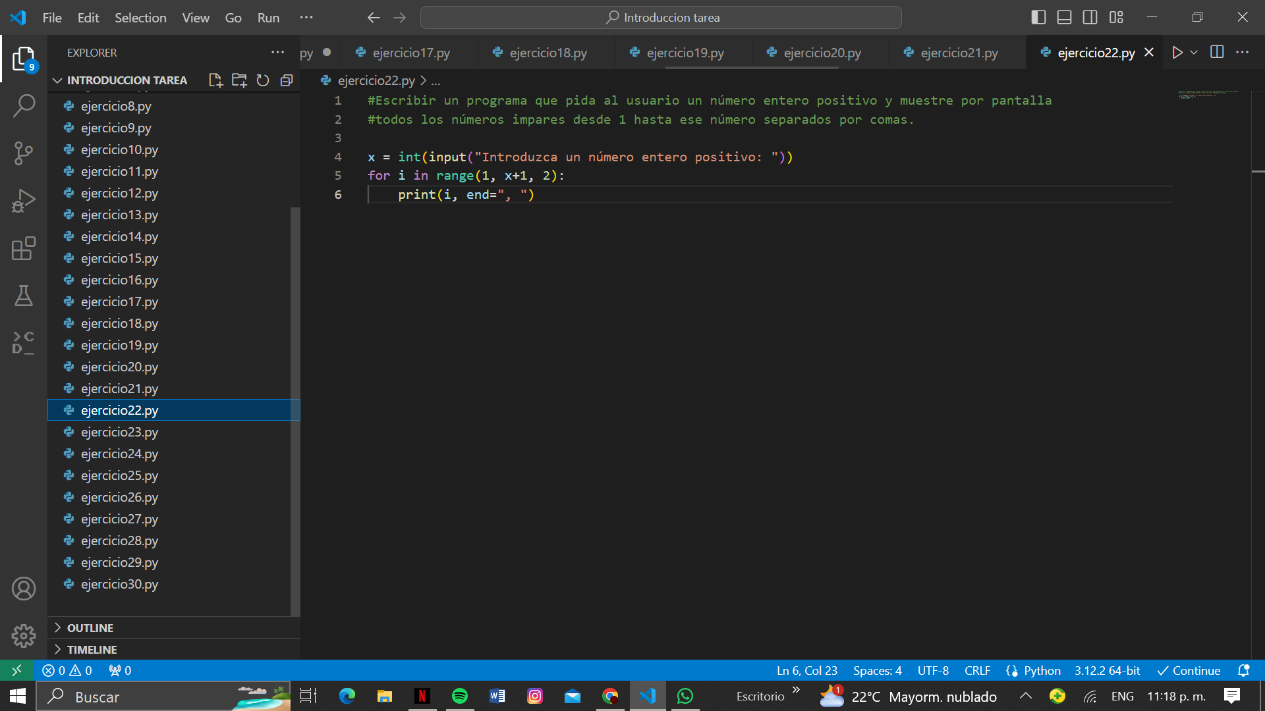 File Edit Selection View Go Run ···
Introduccion tarea
EXPLORER ···
py ● ejercicio17.py ejercicio18.py ejercicio19.py ejercicio20.py ejercicio21.py ejercicio22.py
INTRODUCCION TAREA
ejercicio22.py > ...
ejercicio8.py
ejercicio9.py
ejercicio10.py
ejercicio11.py
ejercicio12.py
ejercicio13.py
ejercicio14.py
ejercicio15.py
ejercicio16.py
ejercicio17.py
ejercicio18.py
ejercicio19.py
ejercicio20.py
ejercicio21.py
ejercicio22.py
ejercicio23.py
ejercicio24.py
ejercicio25.py
ejercicio26.py
ejercicio27.py
ejercicio28.py
ejercicio29.py
ejercicio30.py
OUTLINE
TIMELINE
1 #Escribir un programa que pida al usuario un número entero positivo y muestre por pantalla
2 #todos los números impares desde 1 hasta ese número separados por comas.
3
4 x = int(input("Introduzca un número entero positivo: "))
5 for i in range(1, x+1, 2):
6     print(i, end=", ")
9
0 0 0
Ln 6, Col 23 Spaces: 4 UTF-8 CRLF Python 3.12.2 64-bit Continue
Buscar
Escritorio »
1
22°C Mayorm. nublado
ENG 11:18 p. m.